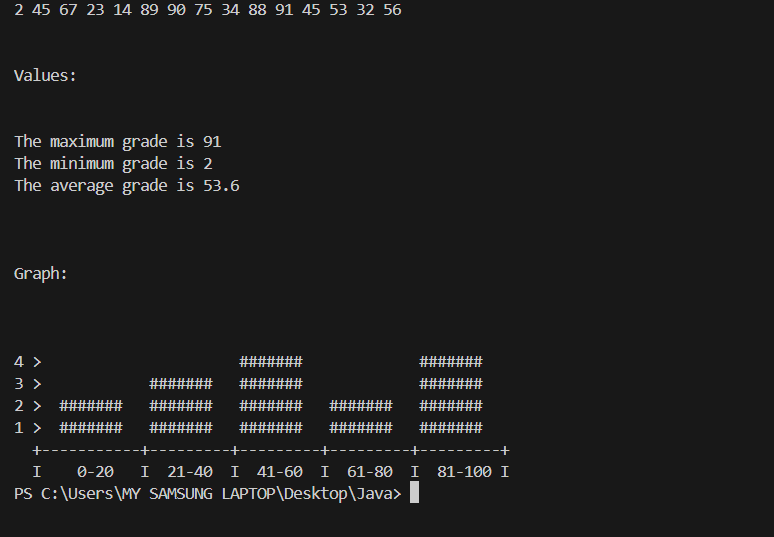 2 45 67 23 14 89 90 75 34 88 91 45 53 32 56
Values:
The maximum grade is 91
The minimum grade is 2
The average grade is 53.6
Graph:
4 >                      #######             #######
3 >            #######   #######             #######
2 >  #######   #######   #######   #######   #######
1 >  #######   #######   #######   #######   #######
  +-----------+---------+---------+---------+---------+
  I    0-20   I  21-40  I  41-60  I  61-80  I  81-100 I
PS C:\Users\MY SAMSUNG LAPTOP\Desktop\Java>